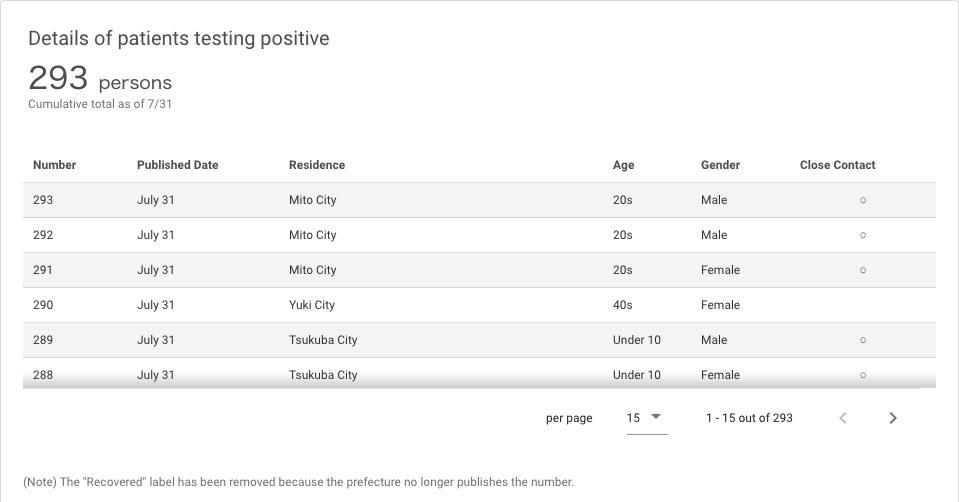 Details of patients testing positive
293 persons
Cumulative total as of 7/31
Number Published Date Residence Age Gender Close Contact
293 July 31 Mito City 20s Male ○
292 July 31 Mito City 20s Male ○
291 July 31 Mito City 20s Female ○
290 July 31 Yuki City 40s Female
289 July 31 Tsukuba City Under 10 Male ○
288 July 31 Tsukuba City Under 10 Female ○
per page 15 1 - 15 out of 293
(Note) The "Recovered" label has been removed because the prefecture no longer publishes the number.